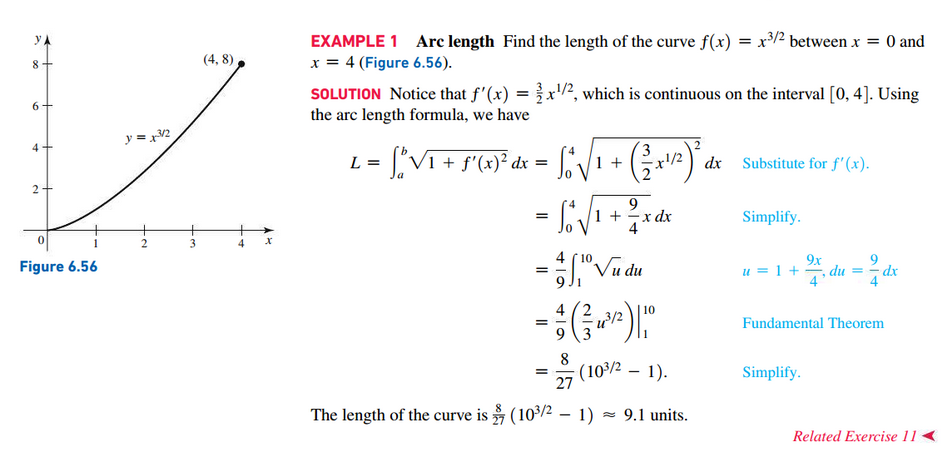 y
8
6
4
2
0
1
2
3
4
x
(4, 8)
y = x^{3/2}
Figure 6.56
EXAMPLE 1 Arc length Find the length of the curve f(x) = x^{3/2} between x = 0 and
x = 4 (Figure 6.56).
SOLUTION Notice that f′(x) = \frac{3}{2} x^{1/2}, which is continuous on the interval [0, 4]. Using
the arc length formula, we have
L = \int_a^b \sqrt{1 + f′(x)^2} dx = \int_0^4 \sqrt{1 + \left(\frac{3}{2} x^{1/2}\right)^2} dx Substitute for f′(x).
= \int_0^4 \sqrt{1 + \frac{9}{4} x} dx Simplify.
= \frac{4}{9} \int_1^{10} \sqrt{u} du u = 1 + \frac{9x}{4}, du = \frac{9}{4} dx
= \frac{4}{9} \left(\frac{2}{3} u^{3/2}\right) \Big|_1^{10} Fundamental Theorem
= \frac{8}{27} (10^{3/2} − 1). Simplify.
The length of the curve is \frac{8}{27} (10^{3/2} − 1) ≈ 9.1 units.
Related Exercise 11 ◄